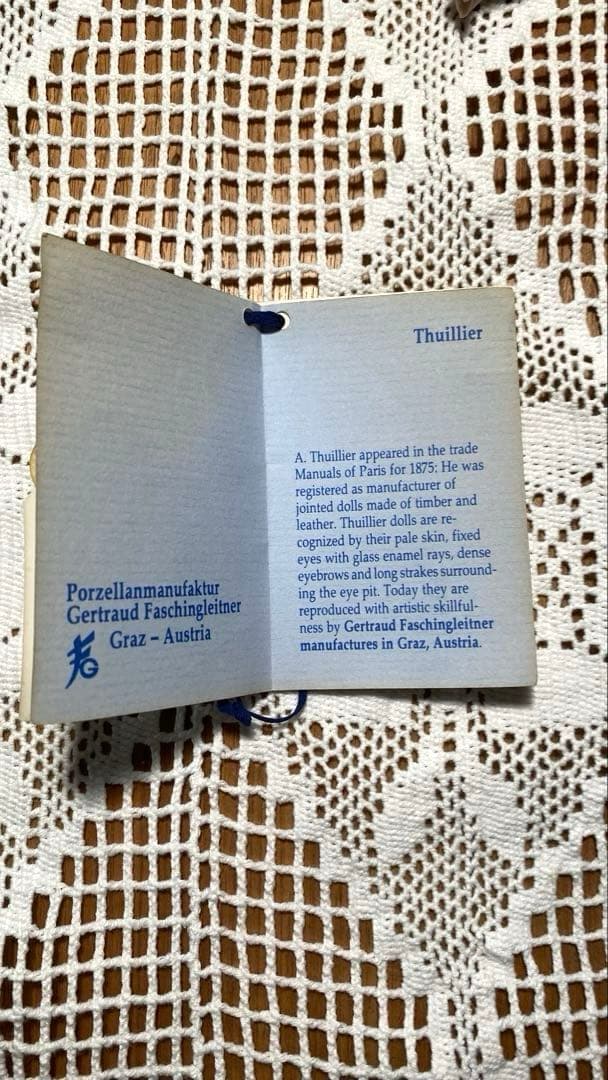 Porzellanmanufaktur
Gertraud Faschingleitner
Graz – Austria
Thuillier
A. Thuillier appeared in the trade
Manuals of Paris for 1875: He was
registered as manufacturer of
jointed dolls made of timber and
leather. Thuillier dolls are re-
cognized by their pale skin, fixed
eyes with glass enamel rays, dense
eyebrows and long strakes surround-
ing the eye pit. Today they are
reproduced with artistic skillful-
ness by Gertraud Faschingleitner
manufactures in Graz, Austria.